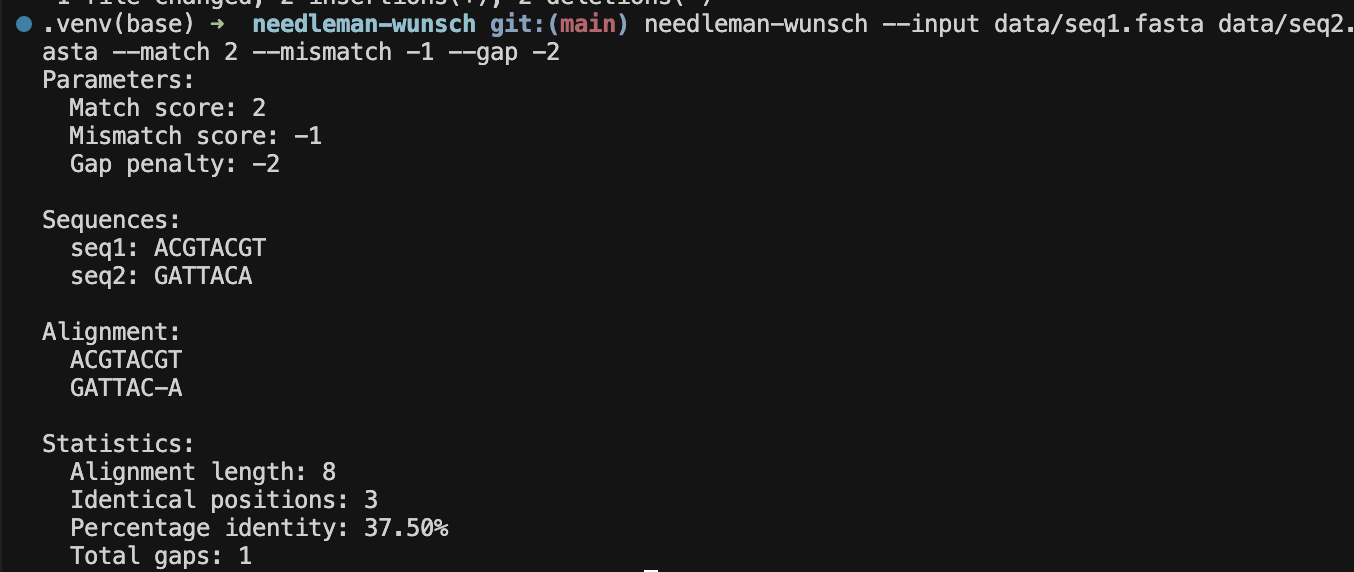 1 file changed, 2 insertions(+), 2 deletions(-)
.venv(base) → needleman-wunsch git:(main) needleman-wunsch --input data/seq1.fasta data/seq2.
asta --match 2 --mismatch -1 --gap -2
Parameters:
Match score: 2
Mismatch score: -1
Gap penalty: -2
Sequences:
seq1: ACGTACGT
seq2: GATTACA
Alignment:
ACGTACGT
GATTAC-A
Statistics:
Alignment length: 8
Identical positions: 3
Percentage identity: 37.50%
Total gaps: 1